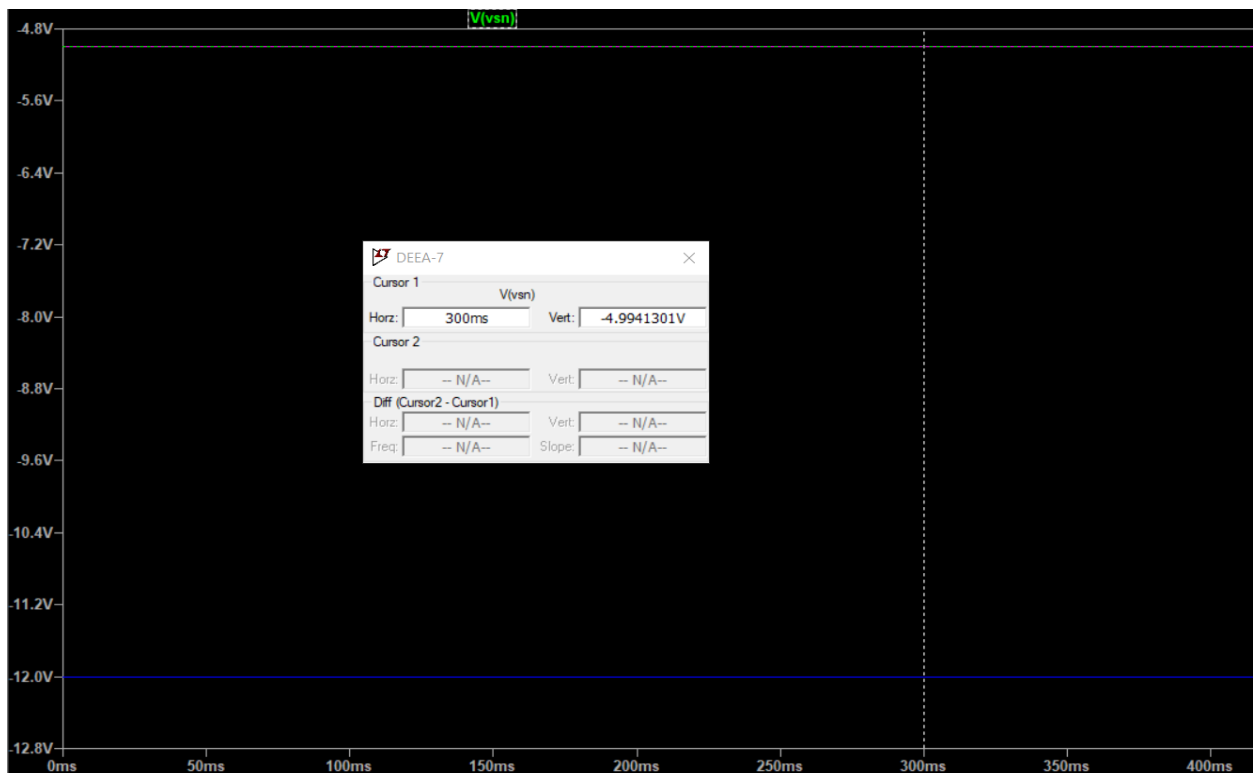 V(vsn)
-4.8V
-5.6V
-6.4V
-7.2V
-8.0V
-8.8V
-9.6V
-10.4V
-11.2V
-12.0V
-12.8V
0ms 50ms 100ms 150ms 200ms 250ms 300ms 350ms 400ms
DEEA-7
Cursor 1
V(vsn)
Horz: 300ms Vert: -4.9941301V
Cursor 2
Horz: -- N/A-- Vert: -- N/A--
Diff (Cursor2 - Cursor1)
Horz: -- N/A-- Vert: -- N/A--
Freq: -- N/A-- Slope: -- N/A--